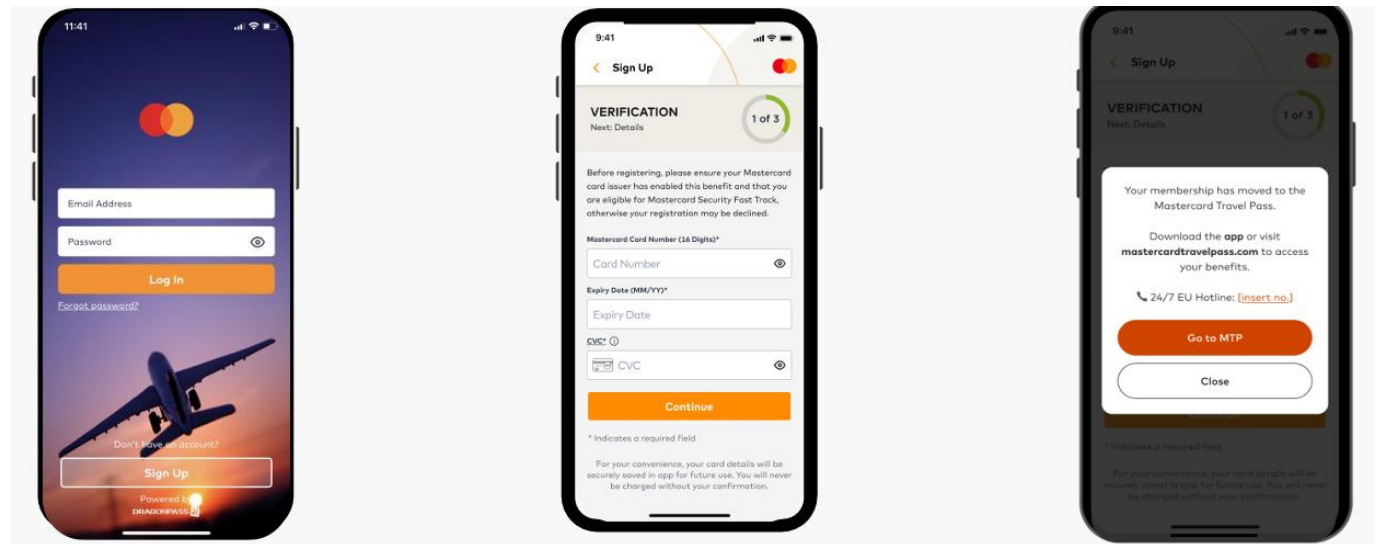 11:41
Email Address
Password
Log In
Forgot password?
Don't have an account?
Sign Up
Powered by
DRAGONPASS
9:41
Sign Up
VERIFICATION
Next: Details
1 of 3
Before registering, please ensure your Mastercard
card issuer has enabled this benefit and that you
are eligible for Mastercard Security Fast Track,
otherwise your registration may be declined.
Mastercard Card Number (16 Digits)*
Card Number
Expiry Date (MM/YY)*
Expiry Date
CVC*
CVC
Continue
* Indicates a required field
For your convenience, your card details will be
securely saved in app for future use. You will never
be charged without your confirmation.
9:41
Sign Up
VERIFICATION
Next: Details
1 of 3
Your membership has moved to the
Mastercard Travel Pass.
Download the app or visit
mastercardtravelpass.com to access
your benefits.
24/7 EU Hotline: [insert no.]
Go to MTP
Close
Continue
* Indicates a required field
For your convenience, your card details will be
securely saved in app for future use. You will never
be charged without your confirmation.